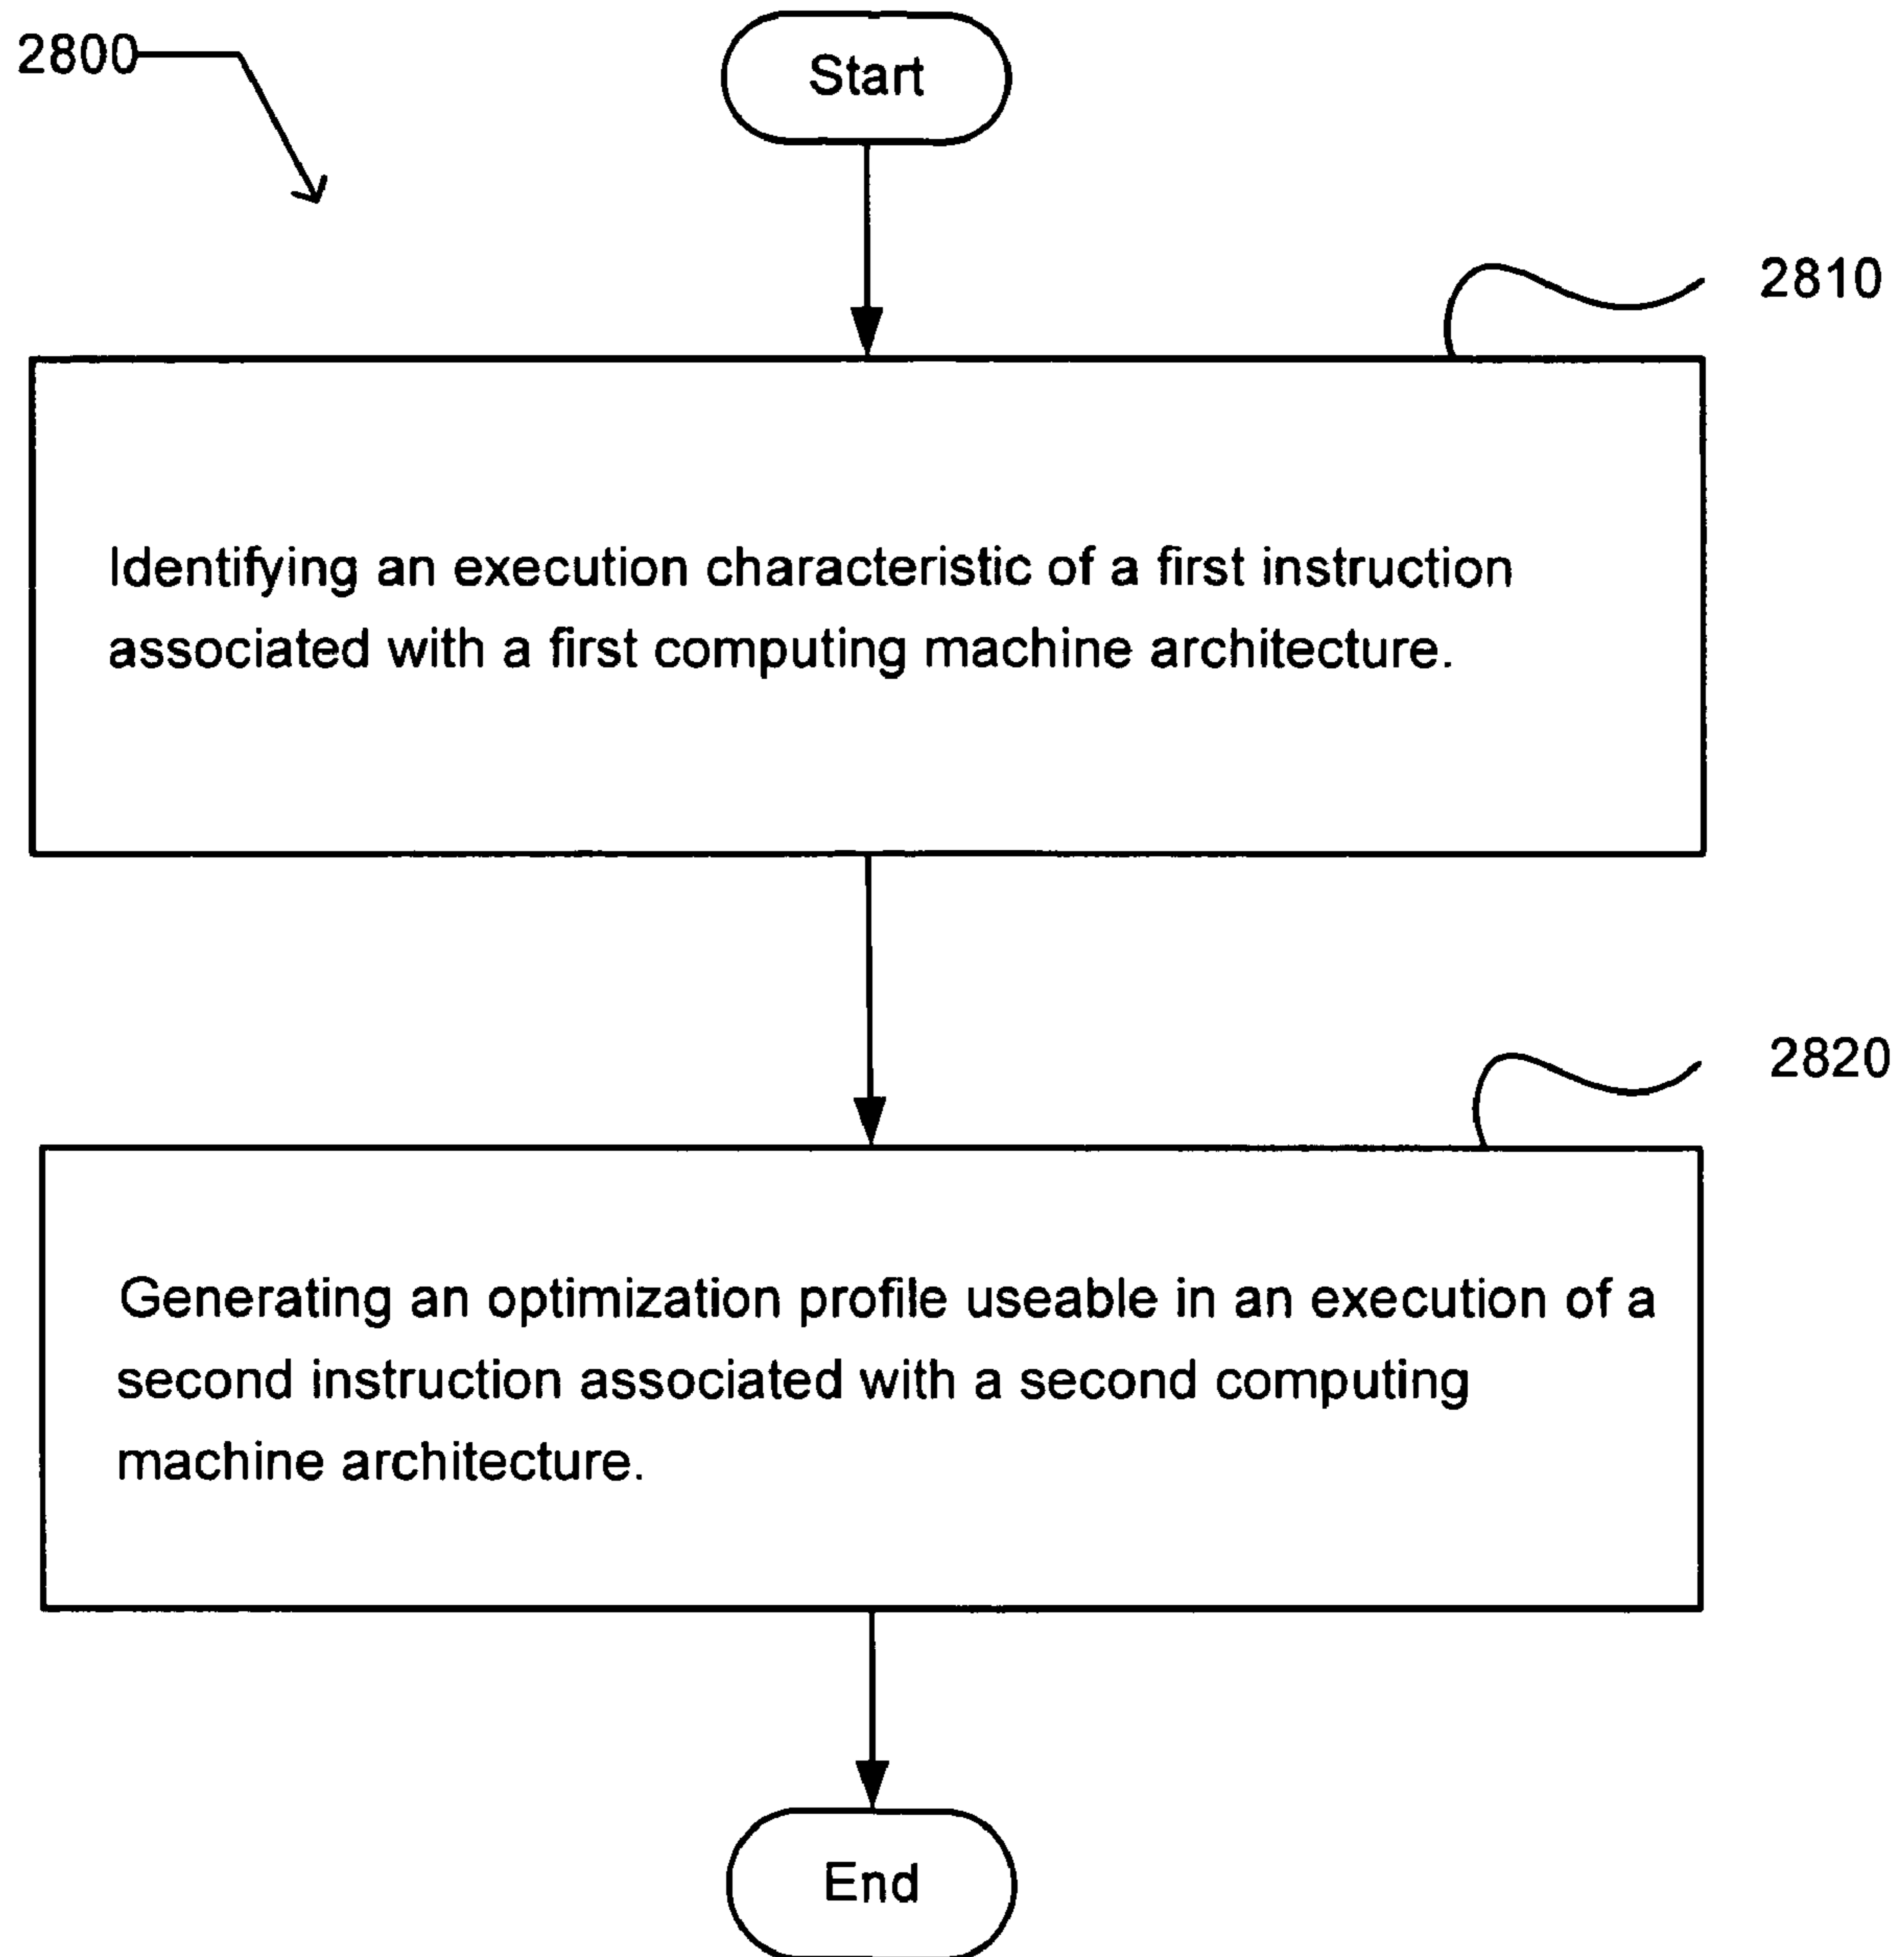 2800
Start
2810
Identifying an execution characteristic of a first instruction
associated with a first computing machine architecture.
2820
Generating an optimization profile useable in an execution of a
second instruction associated with a second computing
machine architecture.
End